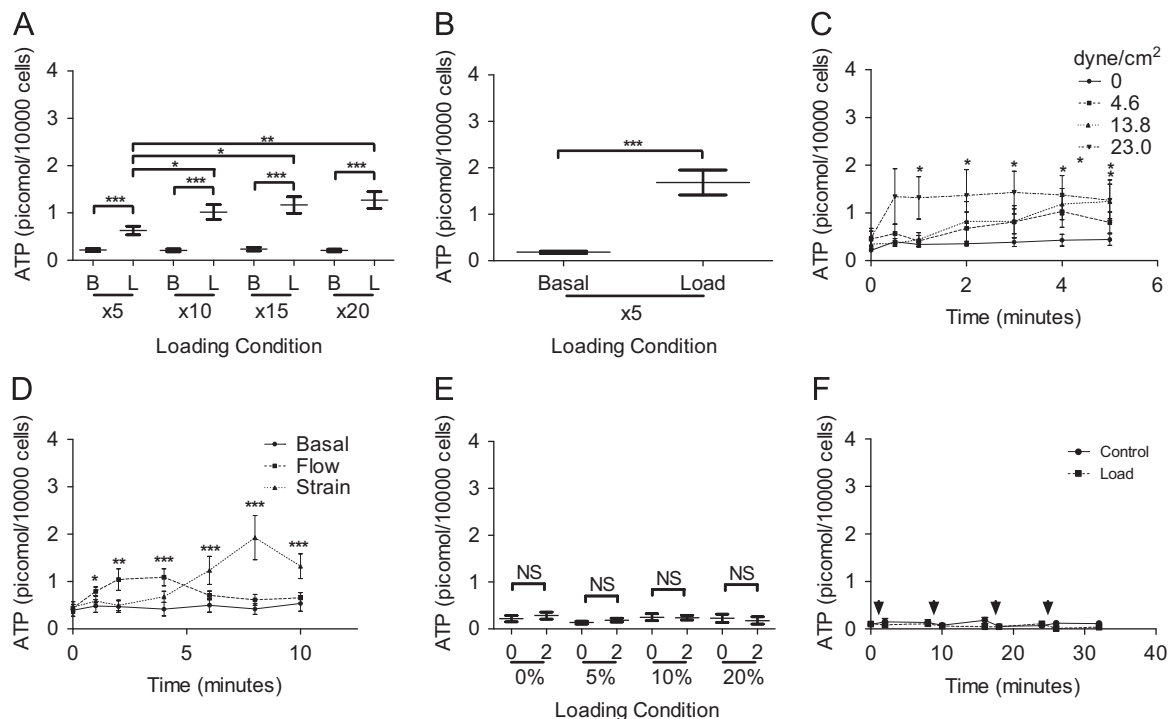 A
ATP (picomol/10000 cells)
4
3
2
1
0
**
*
*
***
***
***
***
B L B L B L B L
x5 x10 x15 x20
Loading Condition
B
ATP (picomol/10000 cells)
4
3
2
1
0
***
Basal Load
x5
Loading Condition
C
ATP (picomol/10000 cells)
4
3
2
1
0
dyne/cm²
0
4.6
13.8
23.0
* * * * * * *
0 2 4 6
Time (minutes)
D
ATP (picomol/10000 cells)
4
3
2
1
0
Basal
Flow
Strain
* ** *** *** *** ***
0 5 10
Time (minutes)
E
ATP (picomol/10000 cells)
4
3
2
1
0
NS NS NS NS
0 2 0 2 0 2 0 2
0% 5% 10% 20%
Loading Condition
F
ATP (picomol/10000 cells)
4
3
2
1
0
Control
Load
0 10 20 30 40
Time (minutes)